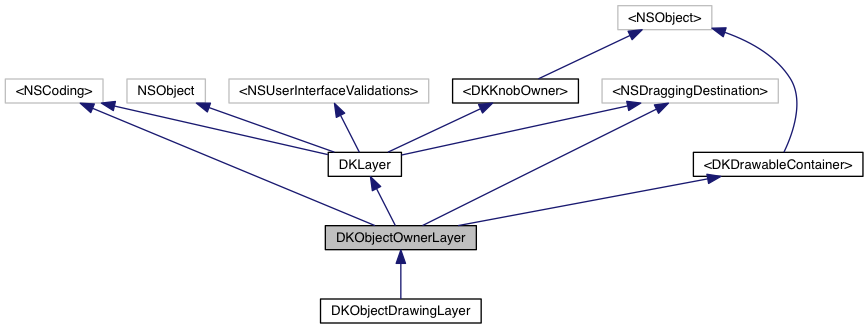 <NSObject>
<NSCoding>
NSObject
<NSUserInterfaceValidations>
<DKKnobOwner>
<NSDraggingDestination>
DKLayer
<DKDrawableContainer>
DKObjectOwnerLayer
DKObjectDrawingLayer